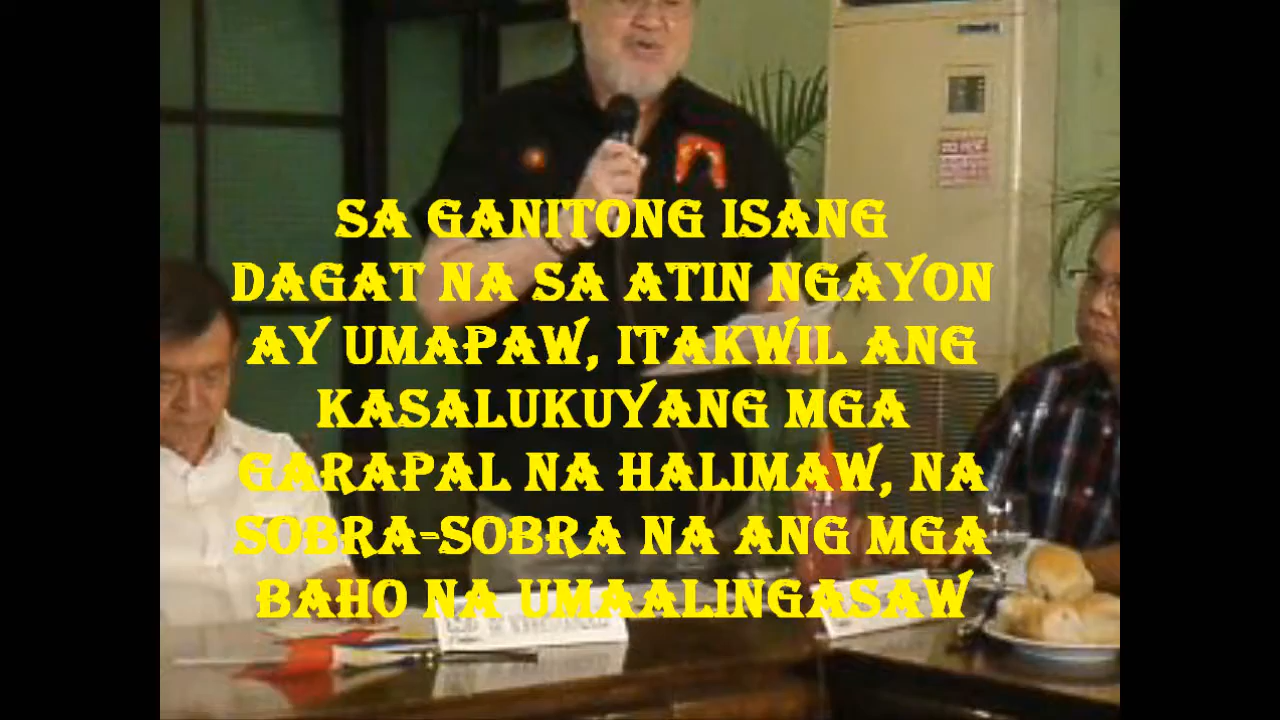 SA GANITONG ISANG
DAGAT NA SA ATIN NGAYON
AY UMAPAW, ITAKWIL ANG
KASALUKUYANG MGA
GARAPAL NA HALIMAW, NA
SOBRA-SOBRA NA ANG MGA
BAHO NA UMAALINGASAW